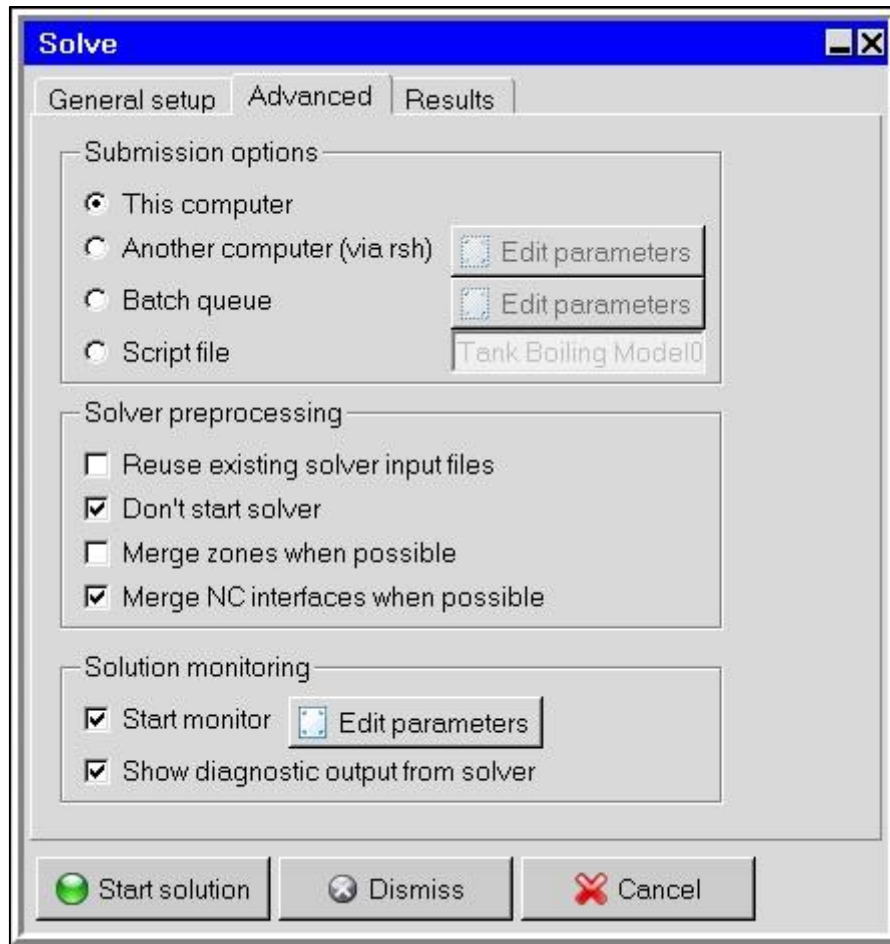 Solve
General setup Advanced Results
Submission options
This computer
Another computer (via rsh) Edit parameters
Batch queue Edit parameters
Script file Tank Boiling Model0
Solver preprocessing
Reuse existing solver input files
Don't start solver
Merge zones when possible
Merge NC interfaces when possible
Solution monitoring
Start monitor Edit parameters
Show diagnostic output from solver
Start solution Dismiss Cancel